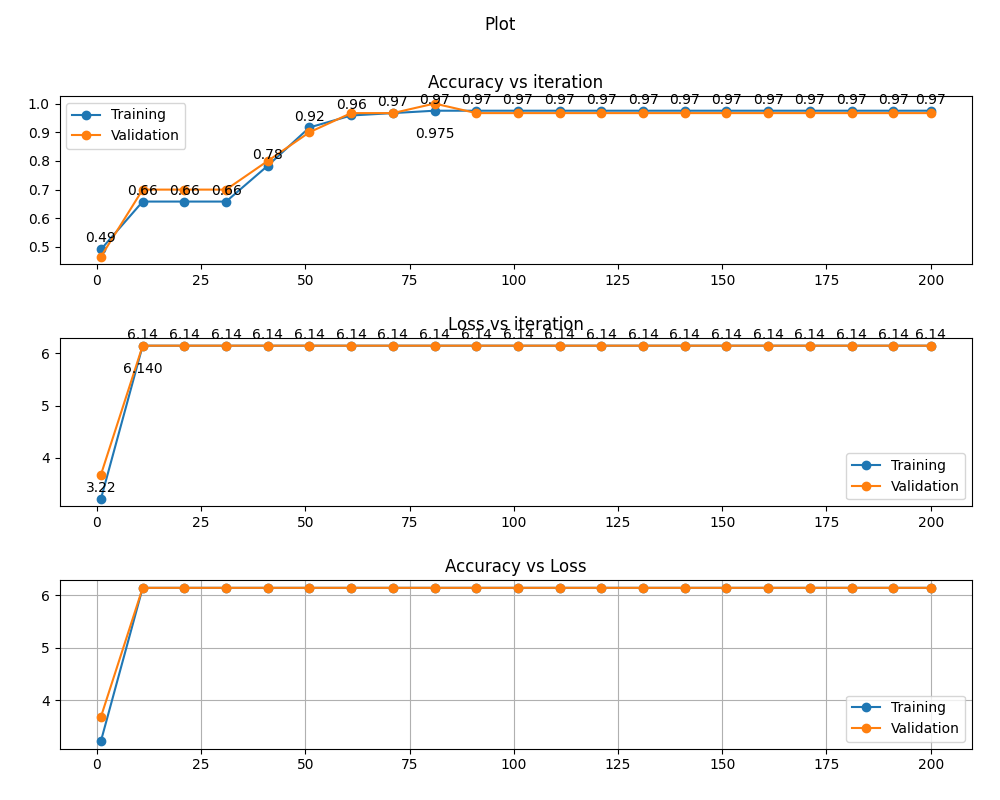 Plot
Accuracy vs iteration
Training
Validation
0.49 0.66 0.66 0.66 0.78 0.92 0.96 0.97 0.97 0.97 0.97 0.97 0.97 0.97 0.97 0.97 0.97 0.97 0.97 0.97 0.97
0.975
1.0
0.9
0.8
0.7
0.6
0.5
0 25 50 75 100 125 150 175 200
Loss vs iteration
3.22 6.14 6.14 6.14 6.14 6.14 6.14 6.14 6.14 6.14 6.14 6.14 6.14 6.14 6.14 6.14 6.14 6.14 6.14 6.14 6.14
6.140
6
5
4
Training
Validation
0 25 50 75 100 125 150 175 200
Accuracy vs Loss
6
5
4
Training
Validation
0 25 50 75 100 125 150 175 200